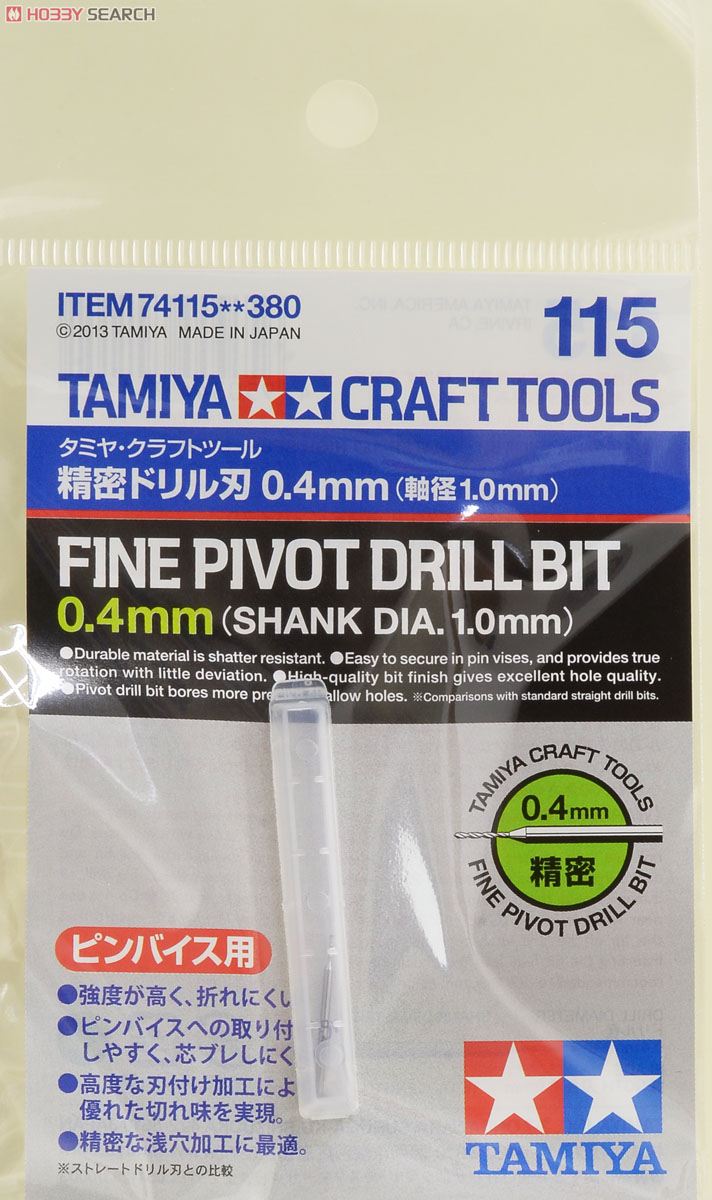 HOBBY SEARCH
ITEM 74115**380
©2013 TAMIYA MADE IN JAPAN
115
TAMIYA CRAFT TOOLS
タミヤ・クラフトツール
精密ドリル刃 0.4mm(軸径1.0mm)
FINE PIVOT DRILL BIT
0.4mm (SHANK DIA. 1.0mm)
●Durable material is shatter resistant. ●Easy to secure in pin vises, and provides true
rotation with little deviation. ●High-quality bit finish gives excellent hole quality.
●Pivot drill bit bores more pre allow holes. ※Comparisons with standard straight drill bits.
TAMIYA CRAFT TOOLS
0.4mm
精密
FINE PIVOT DRILL BIT
ピンバイス用
●強度が高く、折れにくい
●ピンバイスへの取り付
しやすく、芯ブレしにく
●高度な刃付け加工によ
優れた切れ味を実現。
●精密な浅穴加工に最適。
※ストレートドリル刃との比較
TAMIYA